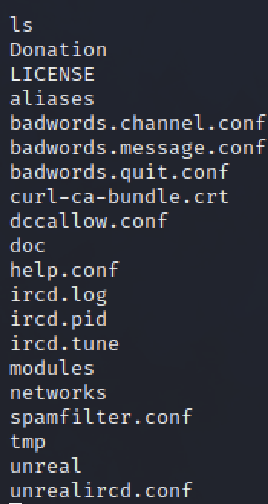 ls
Donation
LICENSE
aliases
badwords.channel.conf
badwords.message.conf
badwords.quit.conf
curl-ca-bundle.crt
dccallow.conf
doc
help.conf
ircd.log
ircd.pid
ircd.tune
modules
networks
spamfilter.conf
tmp
unreal
unrealircd.conf